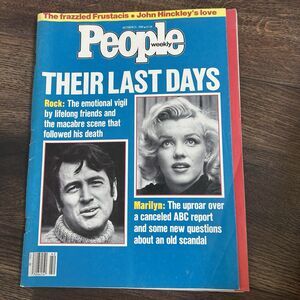 The frazzled Frustacis • John Hinckley's love
People
weekly
THEIR LAST DAYS
Rock: The emotional vigil
by lifelong friends and
the macabre scene that
followed his death
Marilyn: The uproar over
a canceled ABC report
and some new questions
about an old scandal